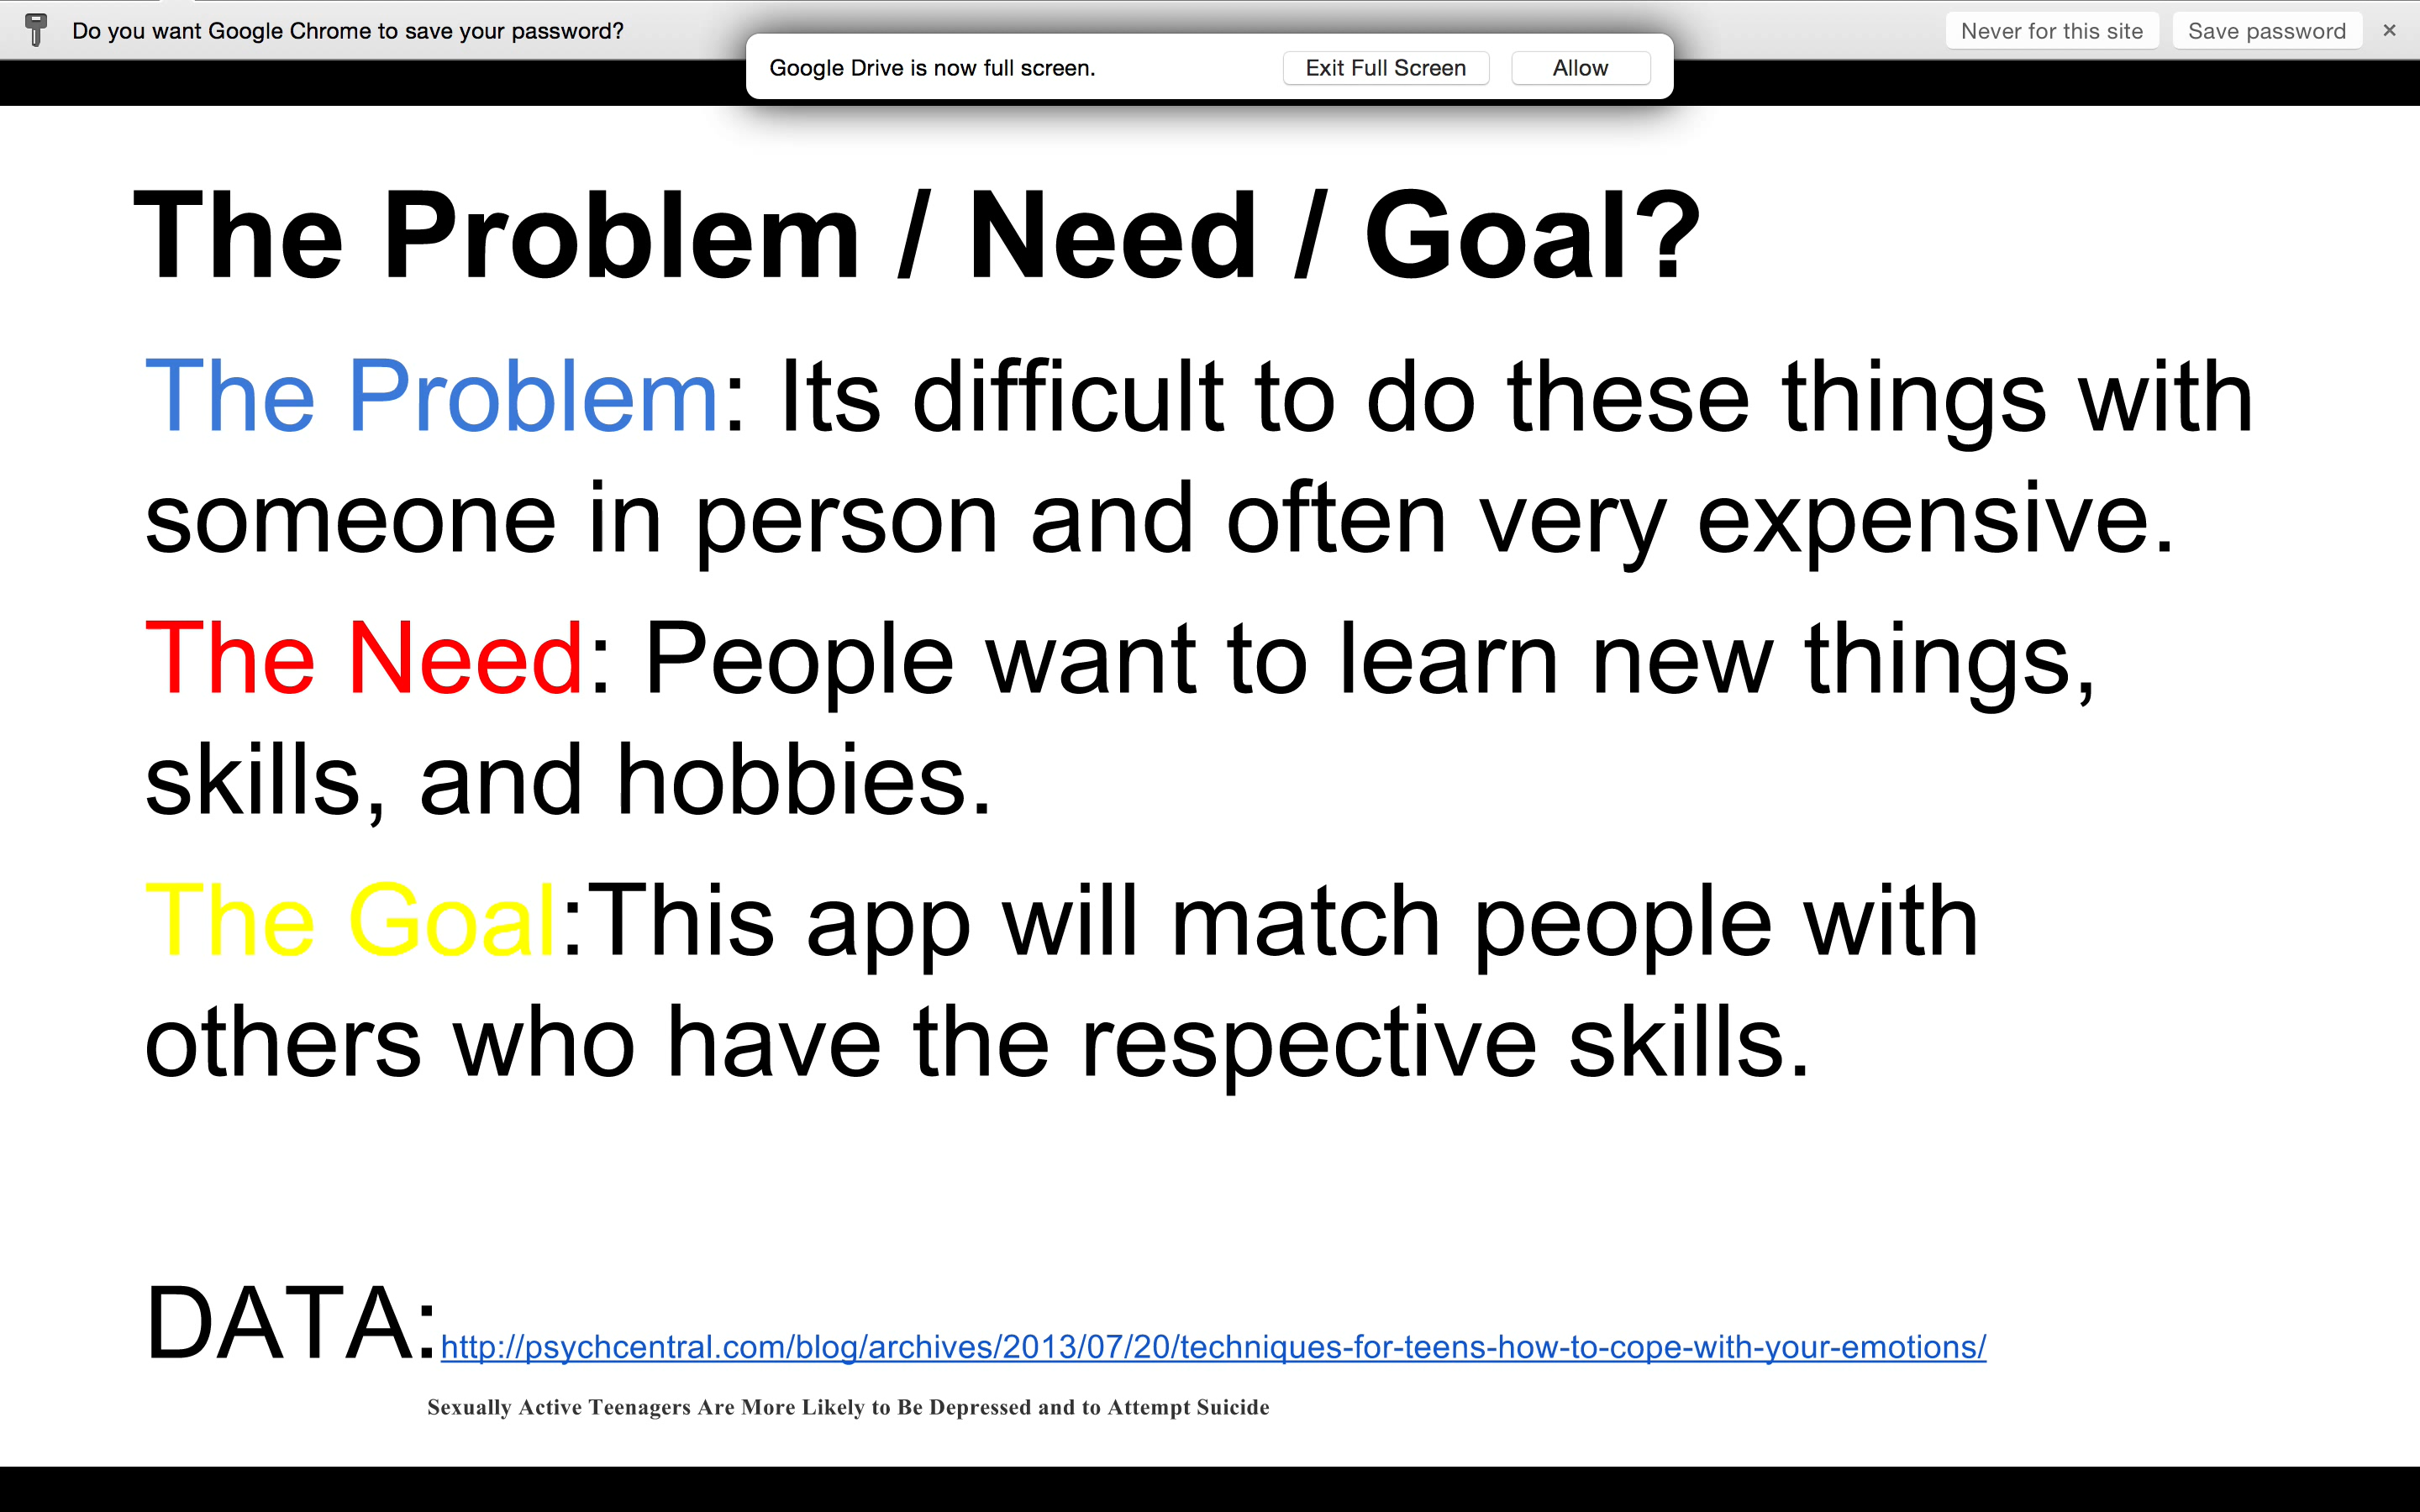 Do you want Google Chrome to save your password?
Never for this site
Save password
×
Google Drive is now full screen.
Exit Full Screen
Allow
The Problem / Need / Goal?
The Problem: Its difficult to do these things with
someone in person and often very expensive.
The Need: People want to learn new things,
skills, and hobbies.
The Goal:This app will match people with
others who have the respective skills.
DATA:http://psychcentral.com/blog/archives/2013/07/20/techniques-for-teens-how-to-cope-with-your-emotions/
Sexually Active Teenagers Are More Likely to Be Depressed and to Attempt Suicide